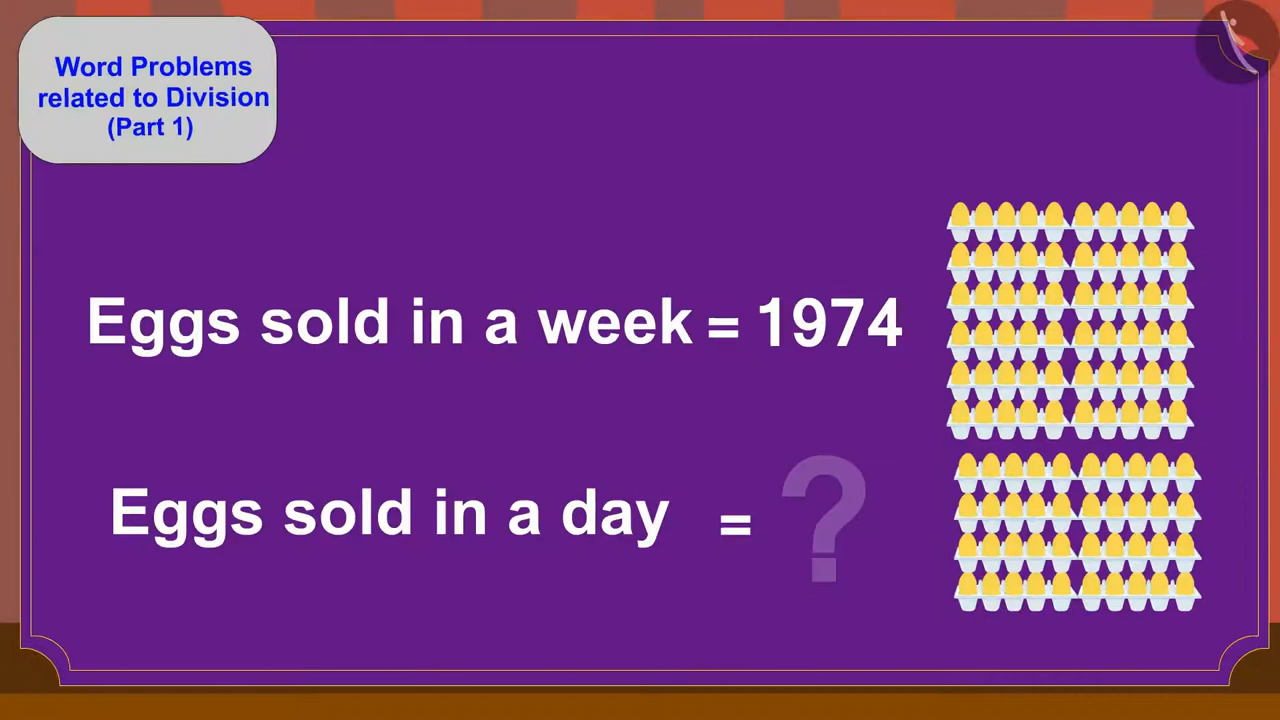 Word Problems
related to Division
(Part 1)
Eggs sold in a week = 1974
Eggs sold in a day = ?